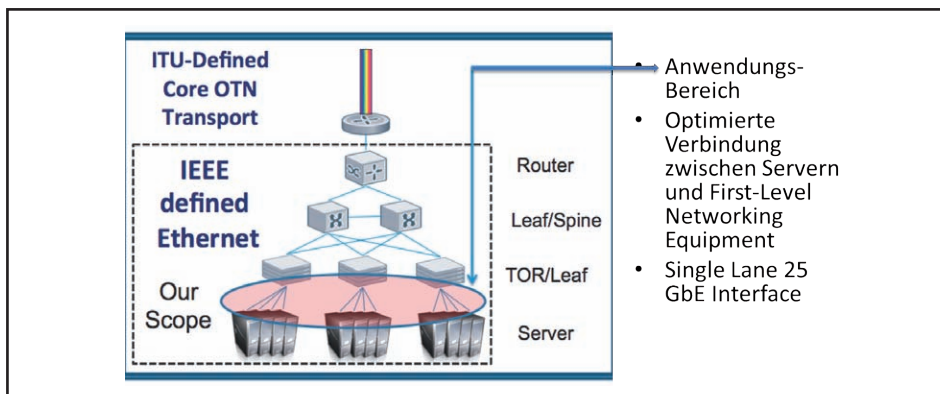 ITU-Defined
Core OTN
Transport
IEEE
defined
Ethernet
Our
Scope
Router
Leaf/Spine
TOR/Leaf
Server
• Anwendungs-
Bereich
• Optimierte
Verbindung
zwischen Servern
und First-Level
Networking
Equipment
• Single Lane 25
GbE Interface